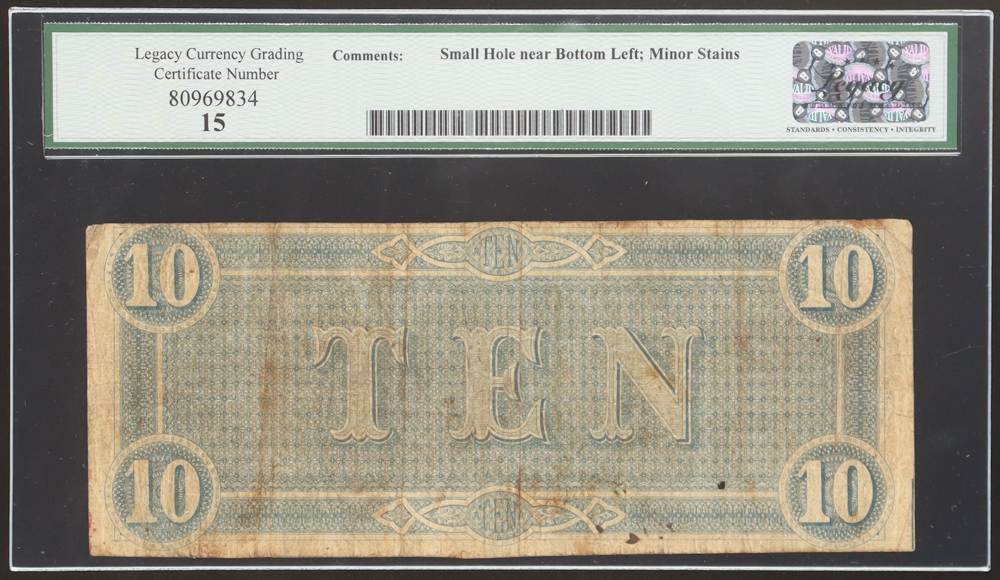 Legacy Currency Grading
Certificate Number
80969834
15
Comments:
Small Hole near Bottom Left; Minor Stains
Legacy
STANDARDS • CONSISTENCY • INTEGRITY
10
TEN
10
TEN
10
TEN
10